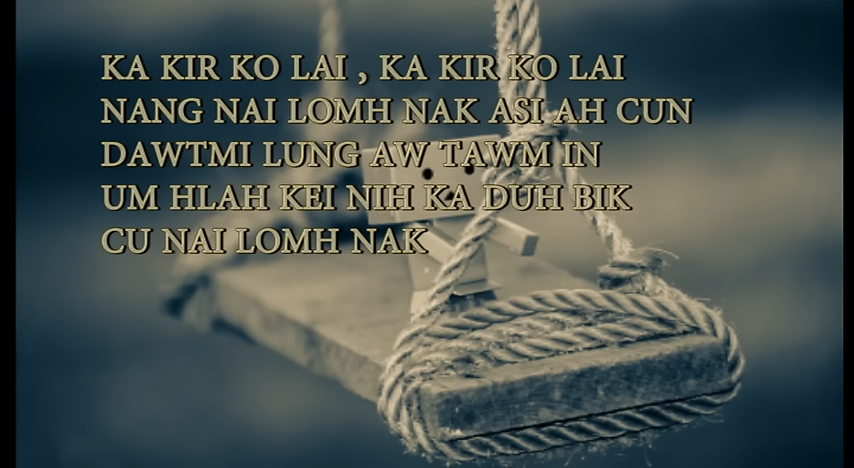 KA KIR KO LAI , KA KIR KO LAI
NANG NAI LOMH NAK ASI AH CUN
DAWTMI LUNG AW TAWM IN
UM HLAH KEI NIH KA DUH BIK
CU NAI LOMH NAK